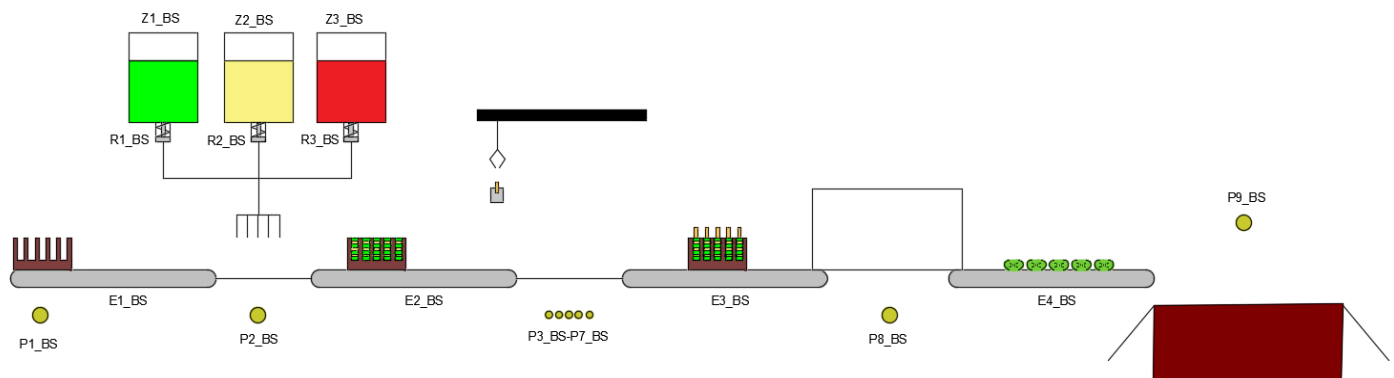 Z1_BS
Z2_BS
Z3_BS
R1_BS
R2_BS
R3_BS
P9_BS
E1_BS
E2_BS
E3_BS
E4_BS
P1_BS
P2_BS
P3_BS-P7_BS
P8_BS